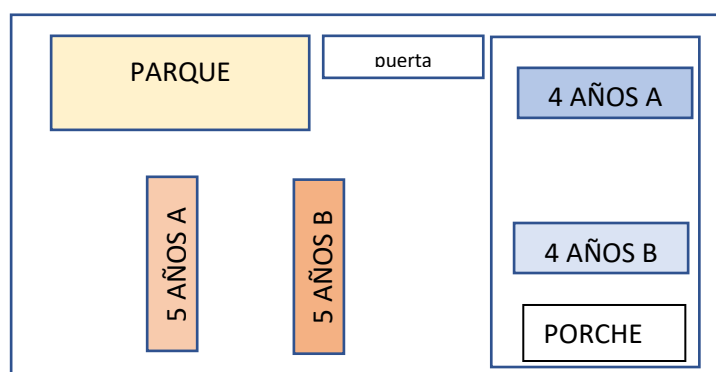 PARQUE
puerta
4 AÑOS A
5 AÑOS A
5 AÑOS B
4 AÑOS B
PORCHE